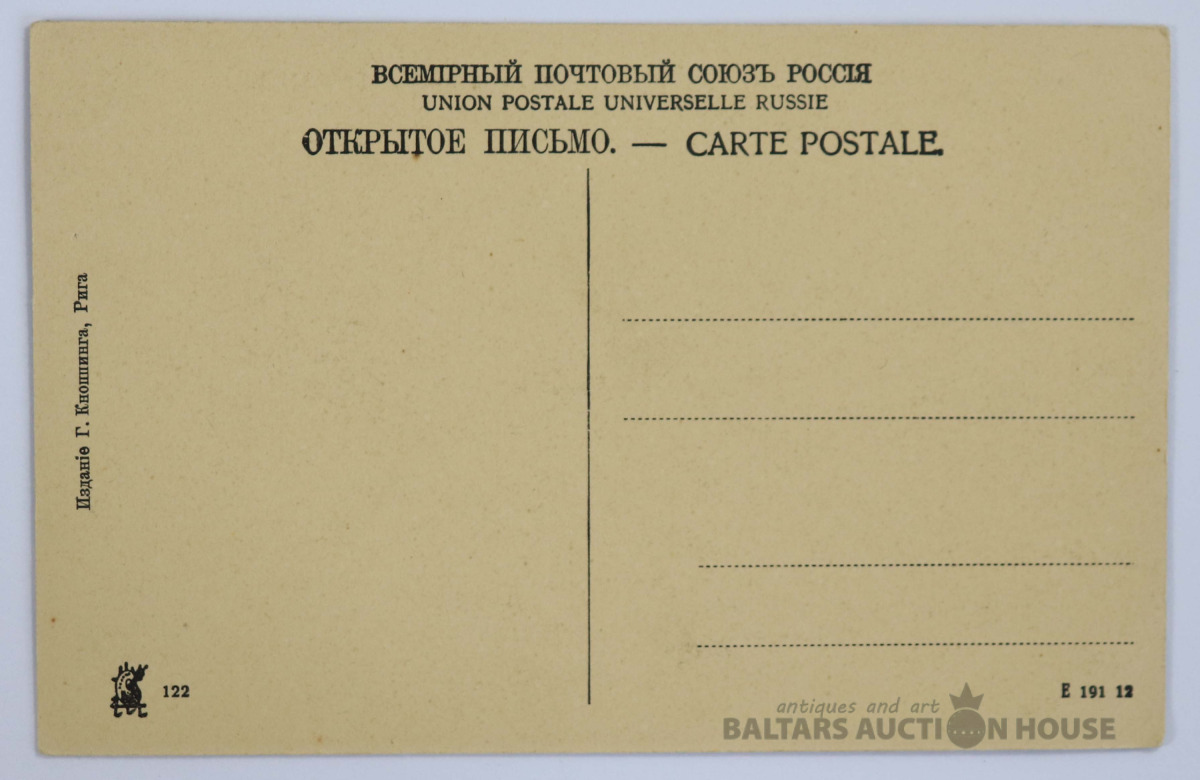 ВСЕМІРНЫЙ ПОЧТОВЫЙ СОЮЗЪ РОССІЯ
UNION POSTALE UNIVERSELLE RUSSIE
ОТКРЫТОЕ ПИСЬМО. — CARTE POSTALE.
Изданіе Г. Кноппинга, Рига
122
E 191 12
antiques and art
BALTARS AUCTION HOUSE